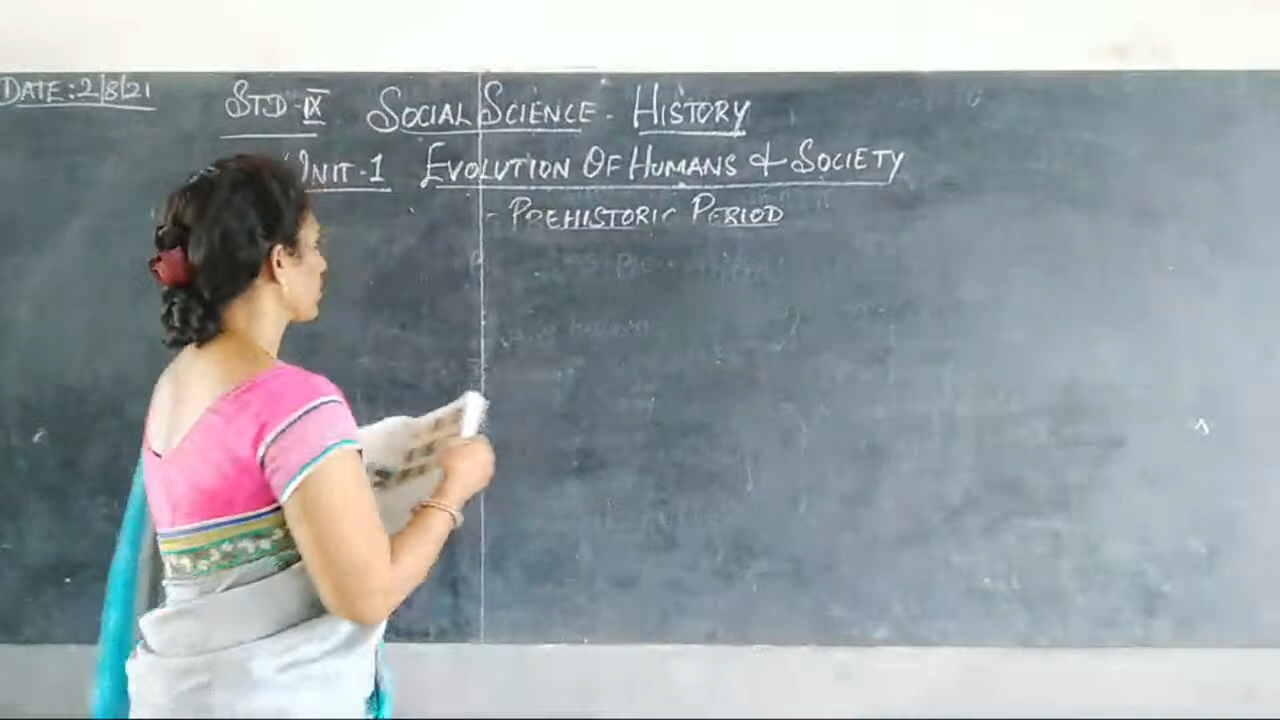 DATE: 2/8/21
STD-IX SOCIAL SCIENCE - HISTORY
UNIT-1 EVOLUTION OF HUMANS & SOCIETY
- PREHISTORIC PERIOD